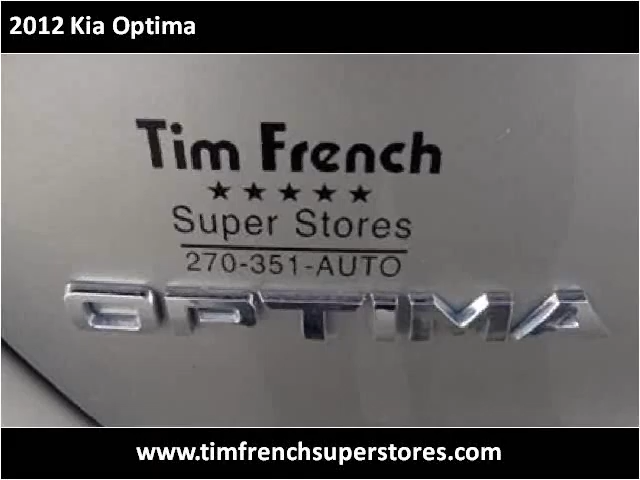 2012 Kia Optima
Tim French
★★★★★
Super Stores
270-351-AUTO
OPTIMA
www.timfrenchsuperstores.com